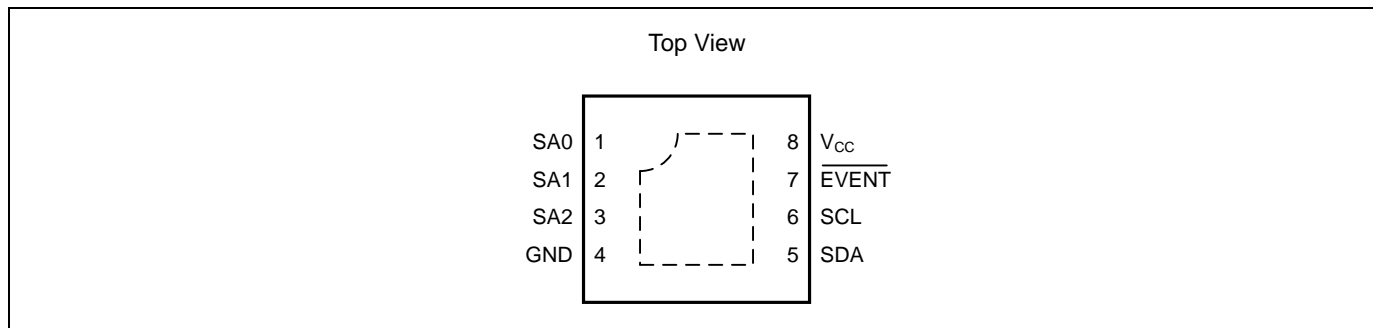 Top View
SA0 1 8 VCC
SA1 2 7 EVENT
SA2 3 6 SCL
GND 4 5 SDA